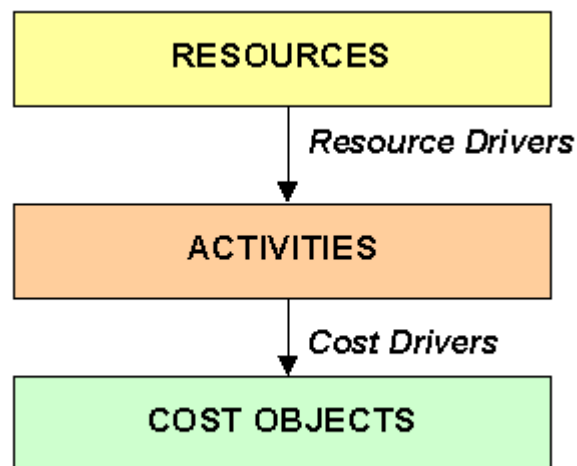 RESOURCES
Resource Drivers
ACTIVITIES
Cost Drivers
COST OBJECTS